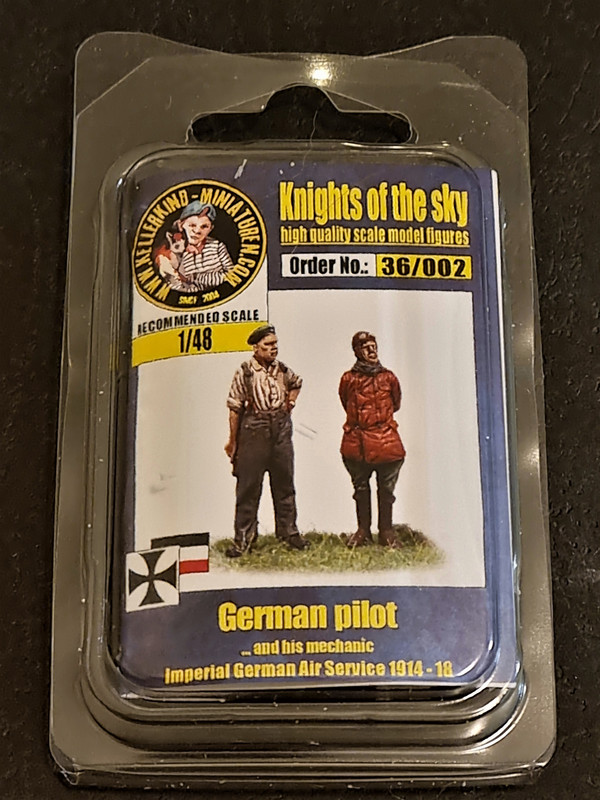 WWW.KELLERKIND-MINIATUREN.COM
SINCE 2004
Knights of the sky
high quality scale model figures
Order No.: 36/002
RECOMMENDED SCALE
1/48
German pilot
... and his mechanic
Imperial German Air Service 1914 - 18